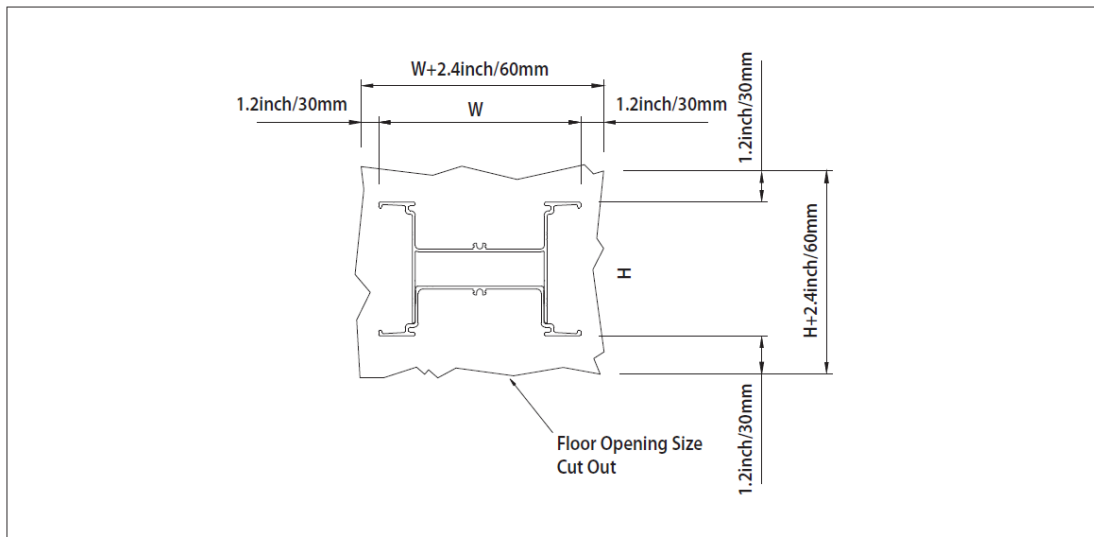 W+2.4inch/60mm
1.2inch/30mm
W
1.2inch/30mm
1.2inch/30mm
H
H+2.4inch/60mm
1.2inch/30mm
Floor Opening Size
Cut Out